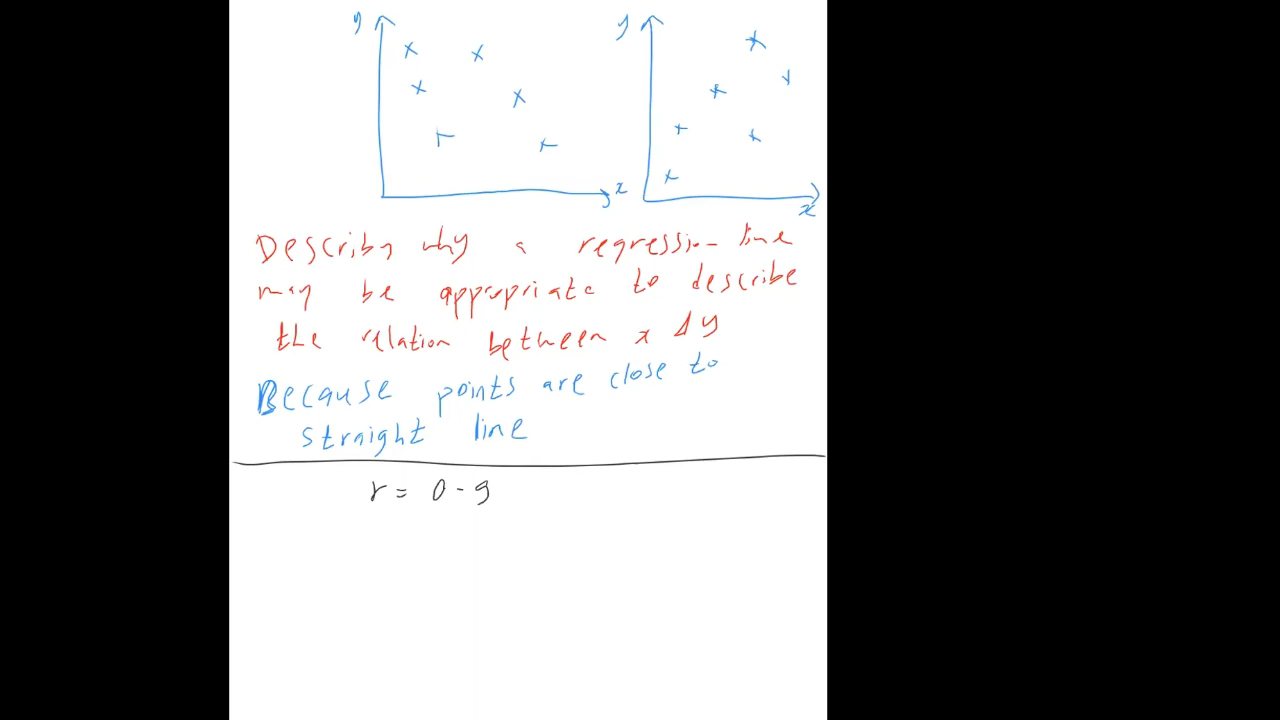 y
y
x
x
Describy why a regression line
may be appropriate to describe
the relation between x & y
Because points are close to
straight line
r = 0-9